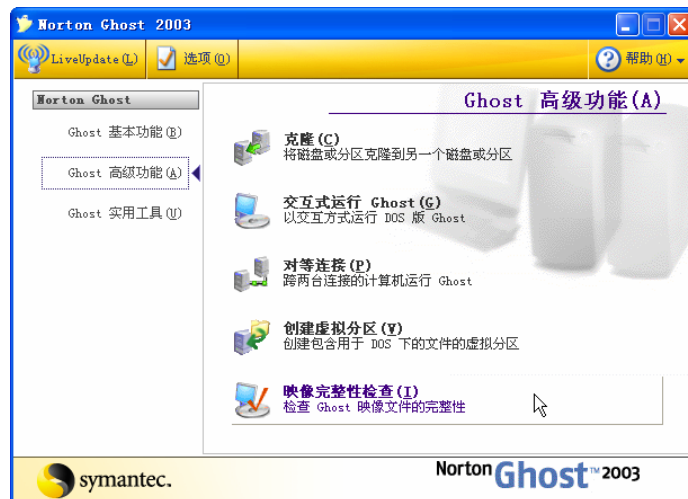 Norton Ghost 2003
LiveUpdate(L) 选项(O) 帮助(H)
Norton Ghost
Ghost 基本功能(B)
Ghost 高级功能(A)
Ghost 实用工具(U)
Ghost 高级功能(A)
克隆(C)
将磁盘或分区克隆到另一个磁盘或分区
交互式运行 Ghost(G)
以交互方式运行 DOS 版 Ghost
对等连接(P)
跨两台连接的计算机运行 Ghost
创建虚拟分区(V)
创建包含用于 DOS 下的文件的虚拟分区
映像完整性检查(I)
检查 Ghost 映像文件的完整性
symantec.
Norton Ghost™ 2003